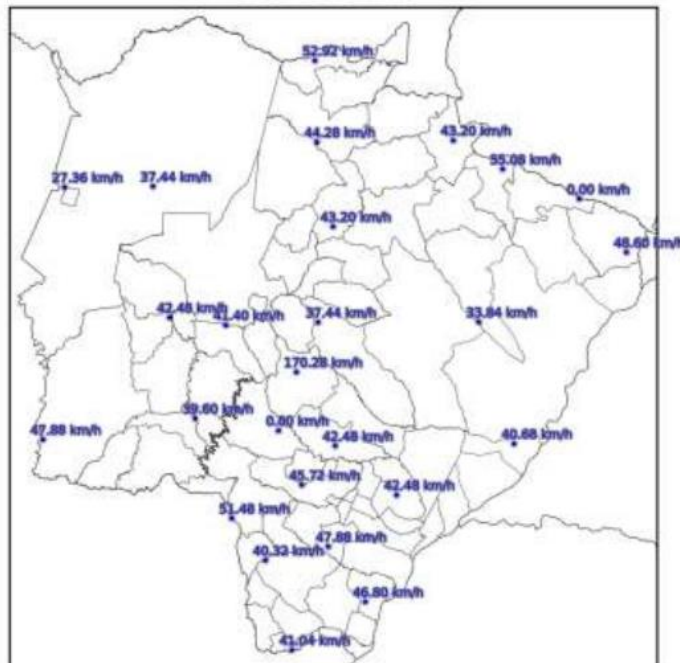 52.92 km/h
44.28 km/h
43.20 km/h
55.08 km/h
27.36 km/h
37.44 km/h
0.00 km/h
43.20 km/h
48.60 km/h
42.48 km/h
41.40 km/h
37.44 km/h
33.84 km/h
170.28 km/h
39.60 km/h
0.00 km/h
47.88 km/h
42.48 km/h
40.68 km/h
45.72 km/h
42.48 km/h
51.48 km/h
47.88 km/h
40.32 km/h
46.80 km/h
41.04 km/h